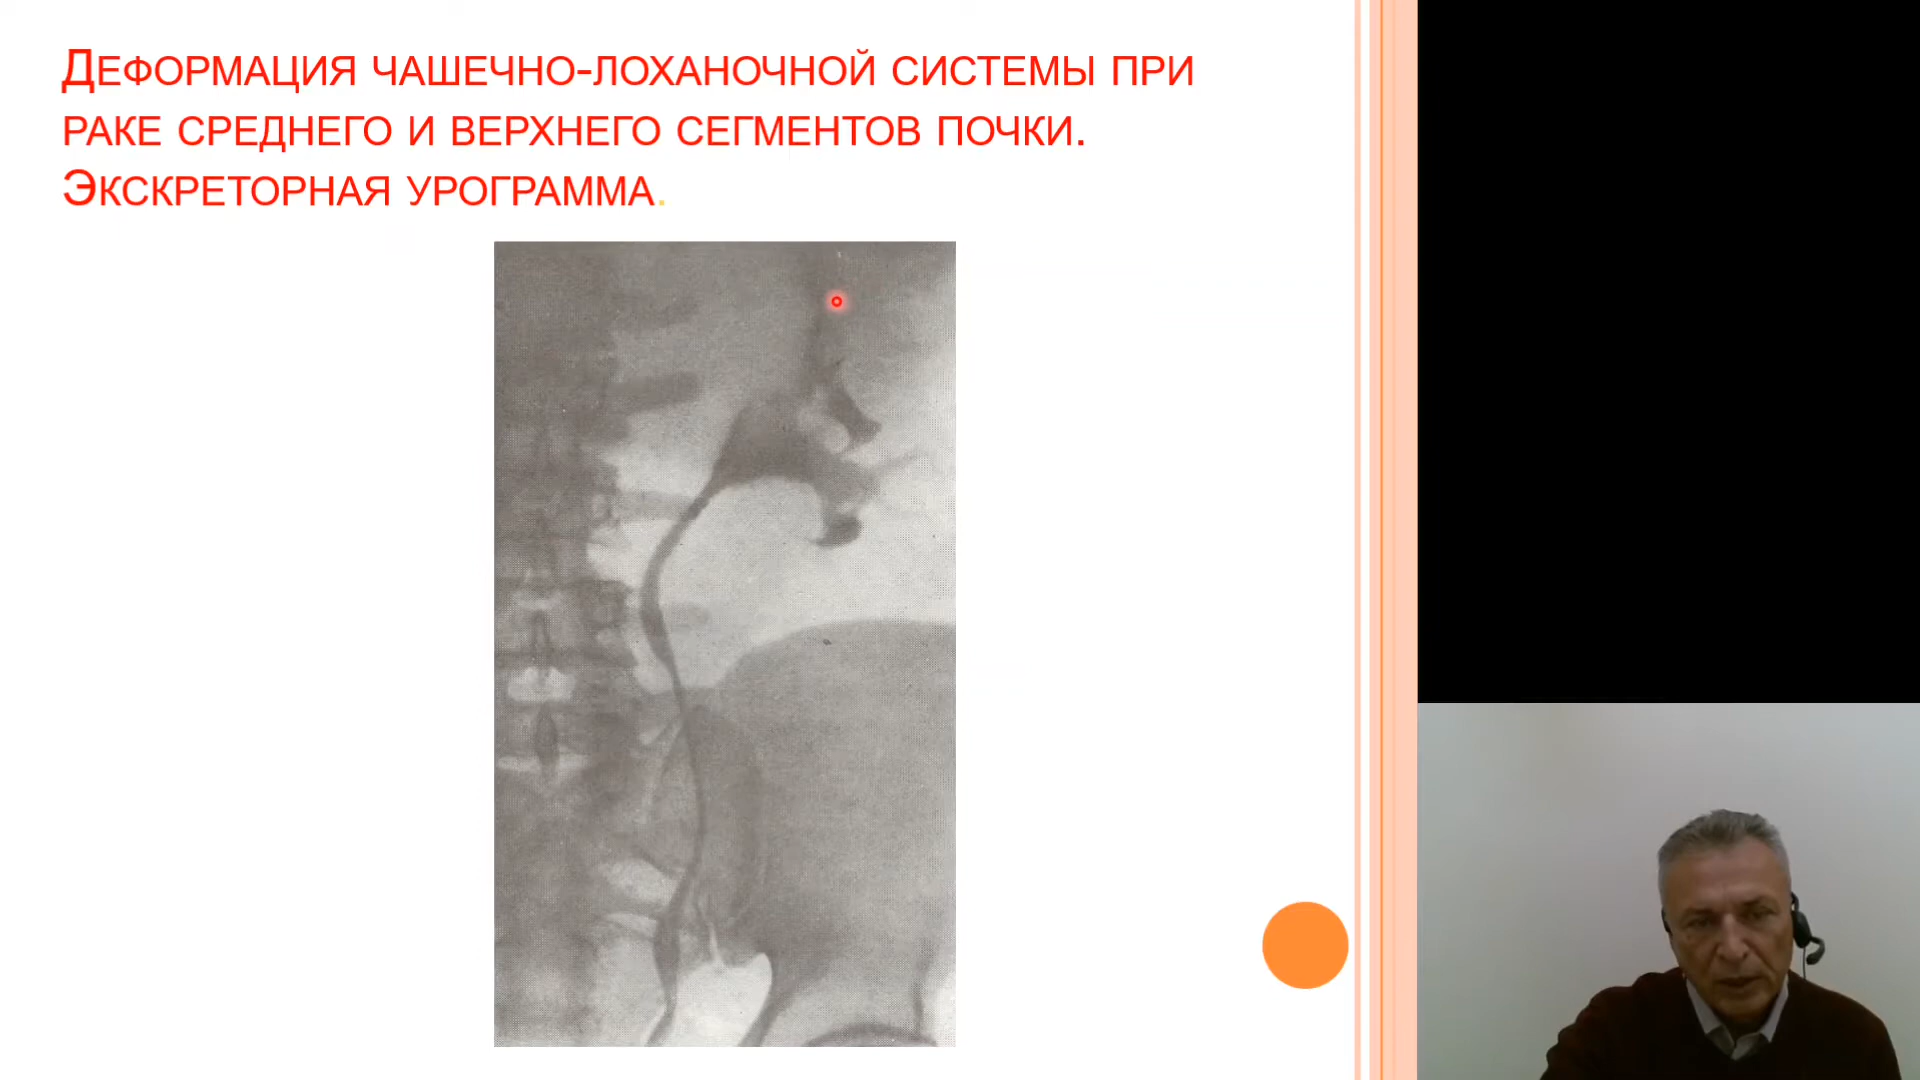 Деформация чашечно-лоханочной системы при
раке среднего и верхнего сегментов почки.
Экскреторная урограмма.